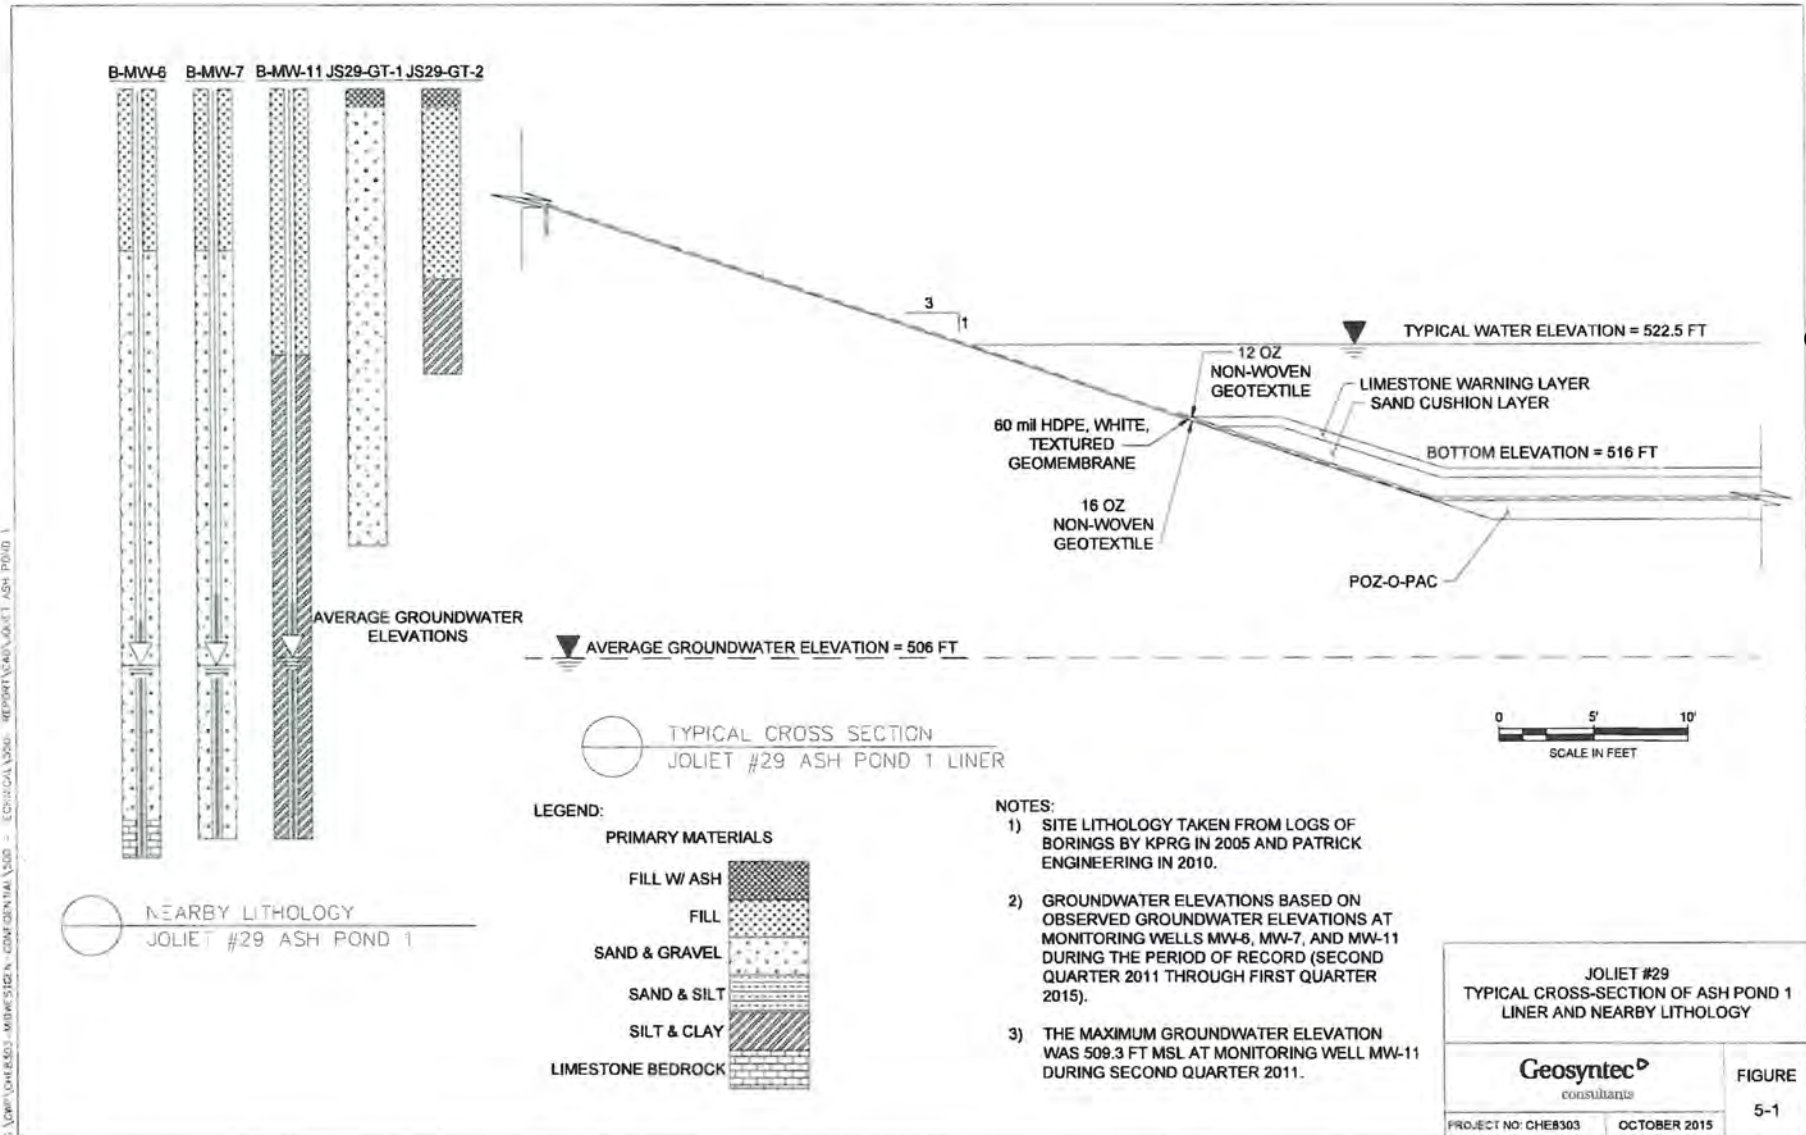 B-MW-6 B-MW-7 B-MW-11 JS29-GT-1 JS29-GT-2
AVERAGE GROUNDWATER
ELEVATIONS
NEARBY LITHOLOGY
JOLIET #29 ASH POND 1
3
1
TYPICAL WATER ELEVATION = 522.5 FT
12 OZ
NON-WOVEN
GEOTEXTILE
LIMESTONE WARNING LAYER
SAND CUSHION LAYER
60 mil HDPE, WHITE,
TEXTURED
GEOMEMBRANE
BOTTOM ELEVATION = 516 FT
16 OZ
NON-WOVEN
GEOTEXTILE
POZ-O-PAC
AVERAGE GROUNDWATER ELEVATION = 506 FT
TYPICAL CROSS SECTION
JOLIET #29 ASH POND 1 LINER
0 5' 10'
SCALE IN FEET
LEGEND:
PRIMARY MATERIALS
FILL W/ ASH
FILL
SAND & GRAVEL
SAND & SILT
SILT & CLAY
LIMESTONE BEDROCK
NOTES:
1) SITE LITHOLOGY TAKEN FROM LOGS OF
BORINGS BY KPRG IN 2005 AND PATRICK
ENGINEERING IN 2010.
2) GROUNDWATER ELEVATIONS BASED ON
OBSERVED GROUNDWATER ELEVATIONS AT
MONITORING WELLS MW-6, MW-7, AND MW-11
DURING THE PERIOD OF RECORD (SECOND
QUARTER 2011 THROUGH FIRST QUARTER
2015).
3) THE MAXIMUM GROUNDWATER ELEVATION
WAS 509.3 FT MSL AT MONITORING WELL MW-11
DURING SECOND QUARTER 2011.
JOLIET #29
TYPICAL CROSS-SECTION OF ASH POND 1
LINER AND NEARBY LITHOLOGY
Geosyntec
consultants
FIGURE
5-1
PROJECT NO: CHE8303 OCTOBER 2015